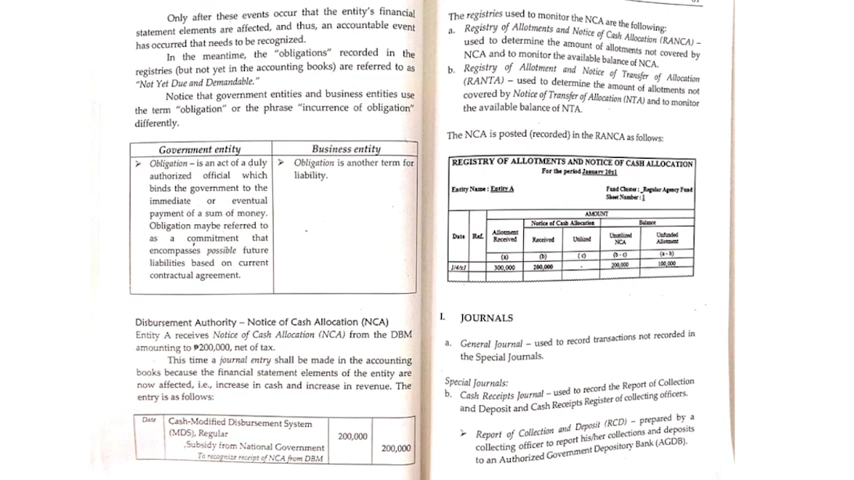 Only after these events occur that the entity's financial
statement elements are affected, and thus, an accountable event
has occurred that needs to be recognized.
In the meantime, the "obligations" recorded in the
registries (but not yet in the accounting books) are referred to as
"Not Yet Due and Demandable."
Notice that government entities and business entities use
the term "obligation" or the phrase "incurrence of obligation"
differently.
Government entity Business entity
➢ Obligation – is an act of a duly
authorized official which
binds the government to the
immediate or eventual
payment of a sum of money.
Obligation maybe referred to
as a commitment that
encompasses possible future
liabilities based on current
contractual agreement.
➢ Obligation is another term for
liability.
Disbursement Authority – Notice of Cash Allocation (NCA)
Entity A receives Notice of Cash Allocation (NCA) from the DBM
amounting to ₱200,000, net of tax.
This time a journal entry shall be made in the accounting
books because the financial statement elements of the entity are
now affected, i.e., increase in cash and increase in revenue. The
entry is as follows:
Date Cash-Modified Disbursement System
(MDS), Regular 200,000
Subsidy from National Government 200,000
To recognize receipt of NCA from DBM
The registries used to monitor the NCA are the following:
a. Registry of Allotments and Notice of Cash Allocation (RANCA) –
used to determine the amount of allotments not covered by
NCA and to monitor the available balance of NCA.
b. Registry of Allotment and Notice of Transfer of Allocation
(RANTA) – used to determine the amount of allotments not
covered by Notice of Transfer of Allocation (NTA) and to monitor
the available balance of NTA.
The NCA is posted (recorded) in the RANCA as follows:
REGISTRY OF ALLOTMENTS AND NOTICE OF CASH ALLOCATION
For the period January 20x1
Entity Name : Entity A Fund Cluster : Regular Agency Fund
Sheet Number : 1
AMOUNT
Notice of Cash Allocation Balance
Date Ref. Allotment Received Received Utilized Unutilized NCA Unfunded Allotment
(a) (b) (c) (b - c) (a - b)
1/4/x1 300,000 200,000 - 200,000 100,000
I. JOURNALS
a. General Journal – used to record transactions not recorded in
the Special Journals.
Special Journals:
b. Cash Receipts Journal – used to record the Report of Collection
and Deposit and Cash Receipts Register of collecting officers.
➢ Report of Collection and Deposit (RCD) – prepared by a
collecting officer to report his/her collections and deposits
to an Authorized Government Depository Bank (AGDB).